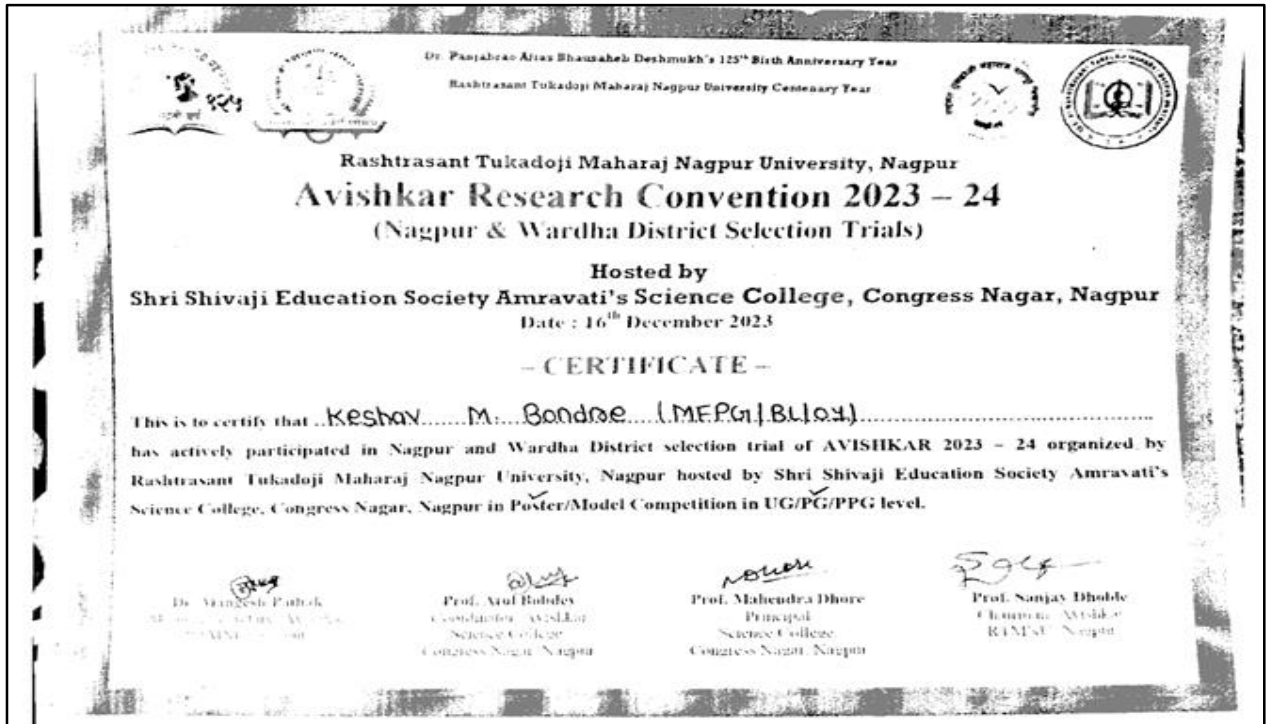 Dr. Panjabrao Alias Bhausaheb Deshmukh's 125th Birth Anniversary Year
Rashtrasant Tukadoji Maharaj Nagpur University Centenary Year
Rashtrasant Tukadoji Maharaj Nagpur University, Nagpur
Avishkar Research Convention 2023 – 24
(Nagpur & Wardha District Selection Trials)
Hosted by
Shri Shivaji Education Society Amravati's Science College, Congress Nagar, Nagpur
Date : 16th December 2023
– CERTIFICATE –
This is to certify that Keshav M. Bondre (MFPG/BL/04)
has actively participated in Nagpur and Wardha District selection trial of AVISHKAR 2023 – 24 organized by
Rashtrasant Tukadoji Maharaj Nagpur University, Nagpur hosted by Shri Shivaji Education Society Amravati's
Science College, Congress Nagar, Nagpur in Poster/Model Competition in UG/PG/PPG level.
Dr. Mangesh Pathak
Prof. Atul Bobdey
Prof. Mahendra Dhore
Prof. Sanjay Dhoble
Coordinator Avishkar
Principal
Chairman, Avishkar
Science College
Science College
RTMNU, Nagpur
Congress Nagar, Nagpur
Congress Nagar, Nagpur